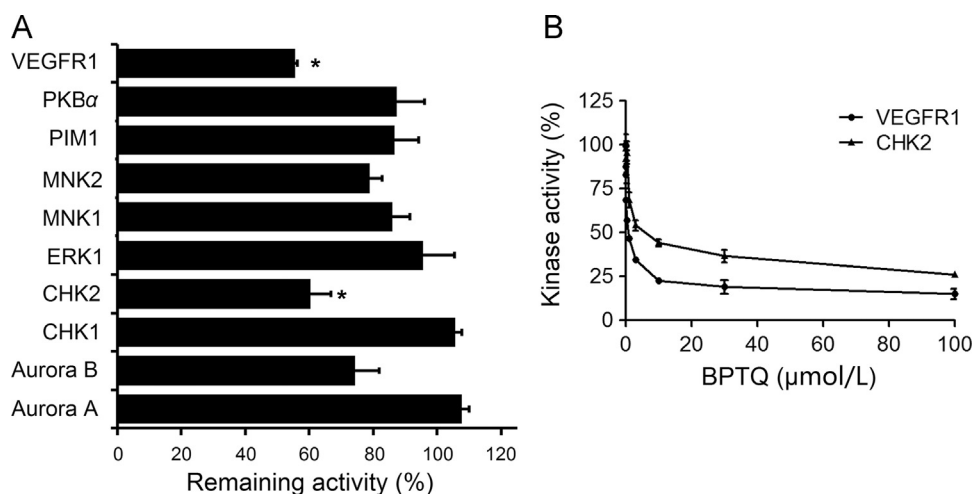 A
VEGFR1
PKBα
PIM1
MNK2
MNK1
ERK1
CHK2
CHK1
Aurora B
Aurora A
*
*
0 20 40 60 80 100 120
Remaining activity (%)
B
Kinase activity (%)
125
100
75
50
25
0
VEGFR1
CHK2
0 20 40 60 80 100
BPTQ (µmol/L)